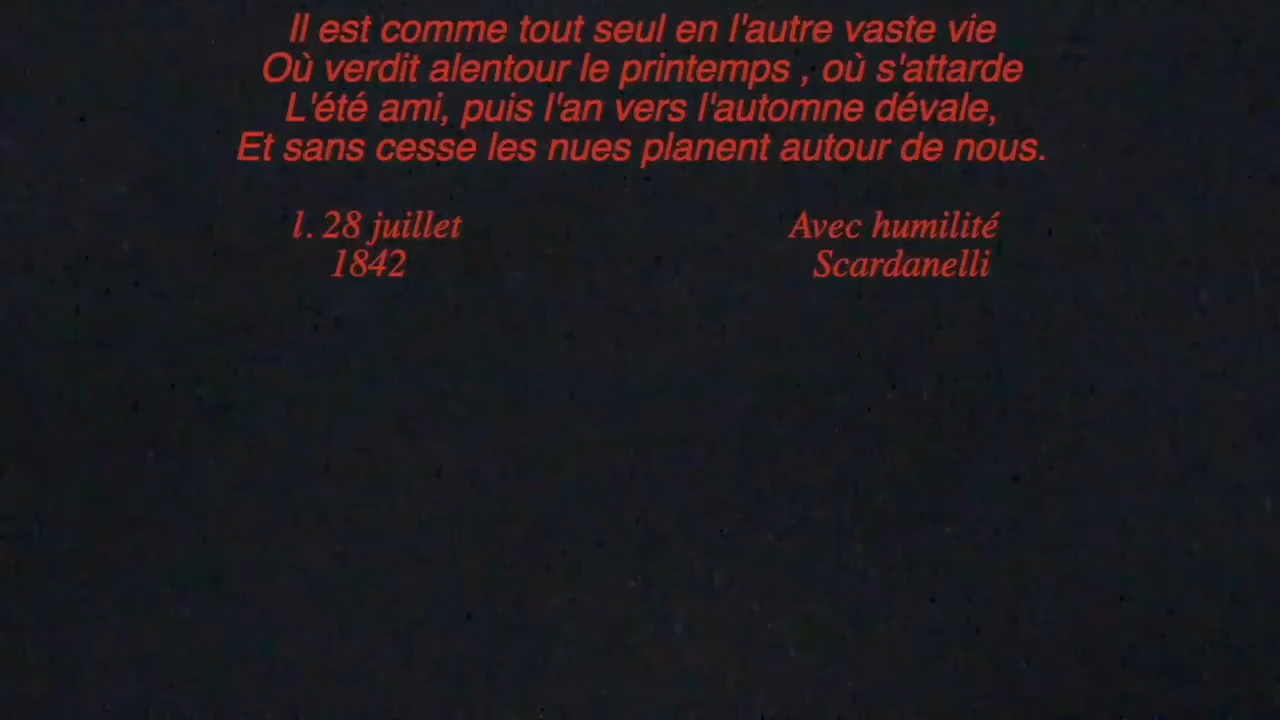 Il est comme tout seul en l'autre vaste vie
Où verdit alentour le printemps , où s'attarde
L'été ami, puis l'an vers l'automne dévale,
Et sans cesse les nues planent autour de nous.
l. 28 juillet
1842
Avec humilité
Scardanelli